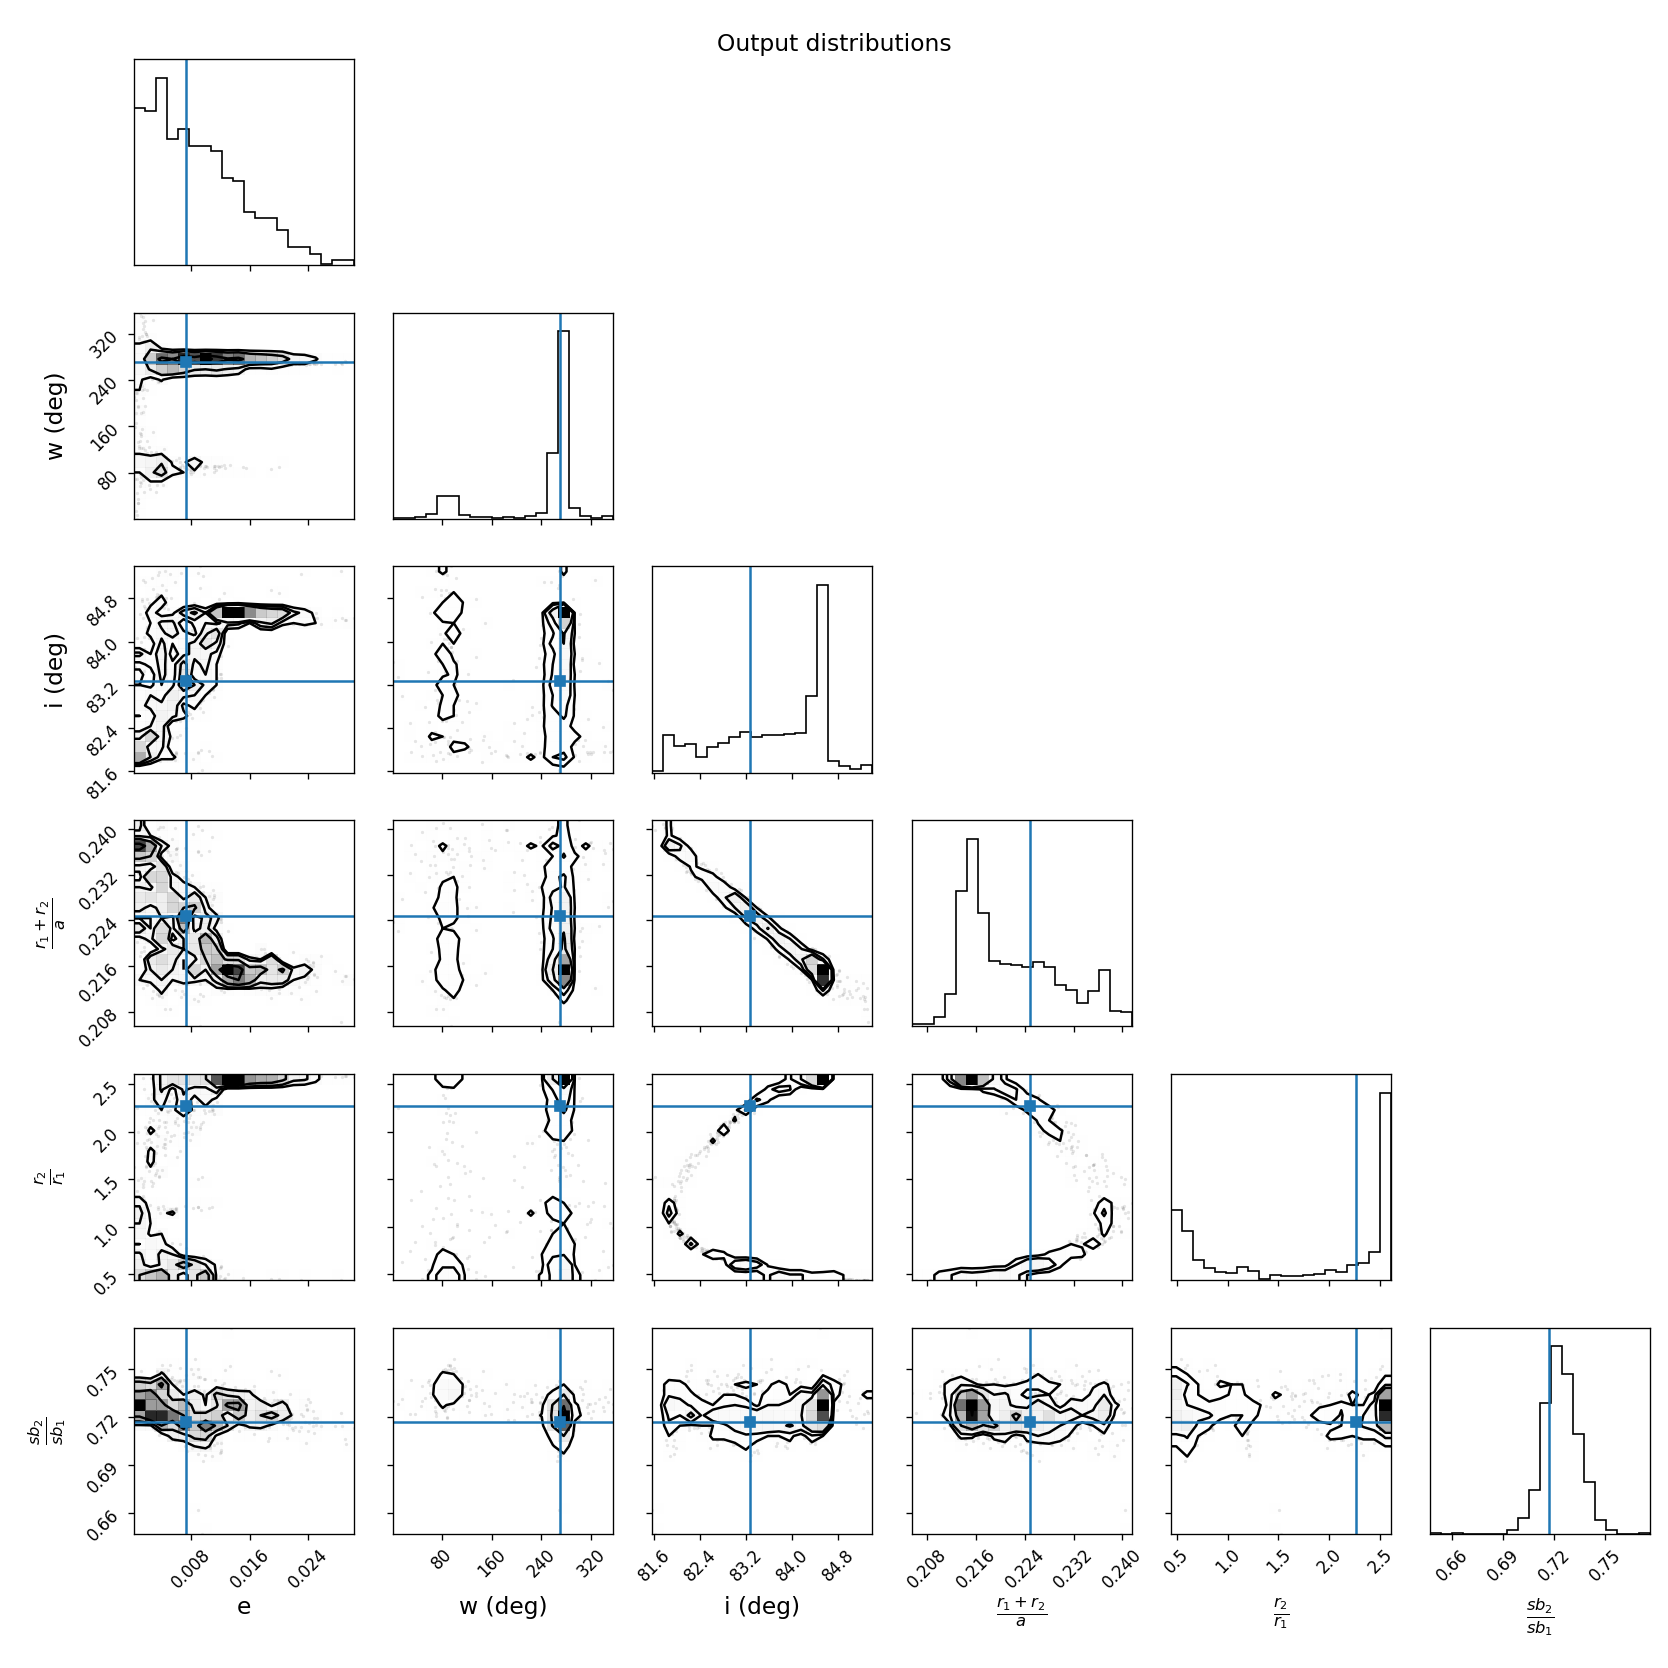 Output distributions
320
240
160
80
w (deg)
84.8
84.0
83.2
82.4
81.6
i (deg)
0.240
0.232
0.224
0.216
0.208
r₁ + r₂
a
2.5
2.0
1.5
1.0
0.5
r₂
r₁
0.75
0.72
0.69
0.66
sb₂
sb₁
0.008 0.016 0.024
80 160 240 320
81.6 82.4 83.2 84.0 84.8
0.208 0.216 0.224 0.232 0.240
0.5 1.0 1.5 2.0 2.5
0.66 0.69 0.72 0.75
e
w (deg)
i (deg)
r₁ + r₂
a
r₂
r₁
sb₂
sb₁